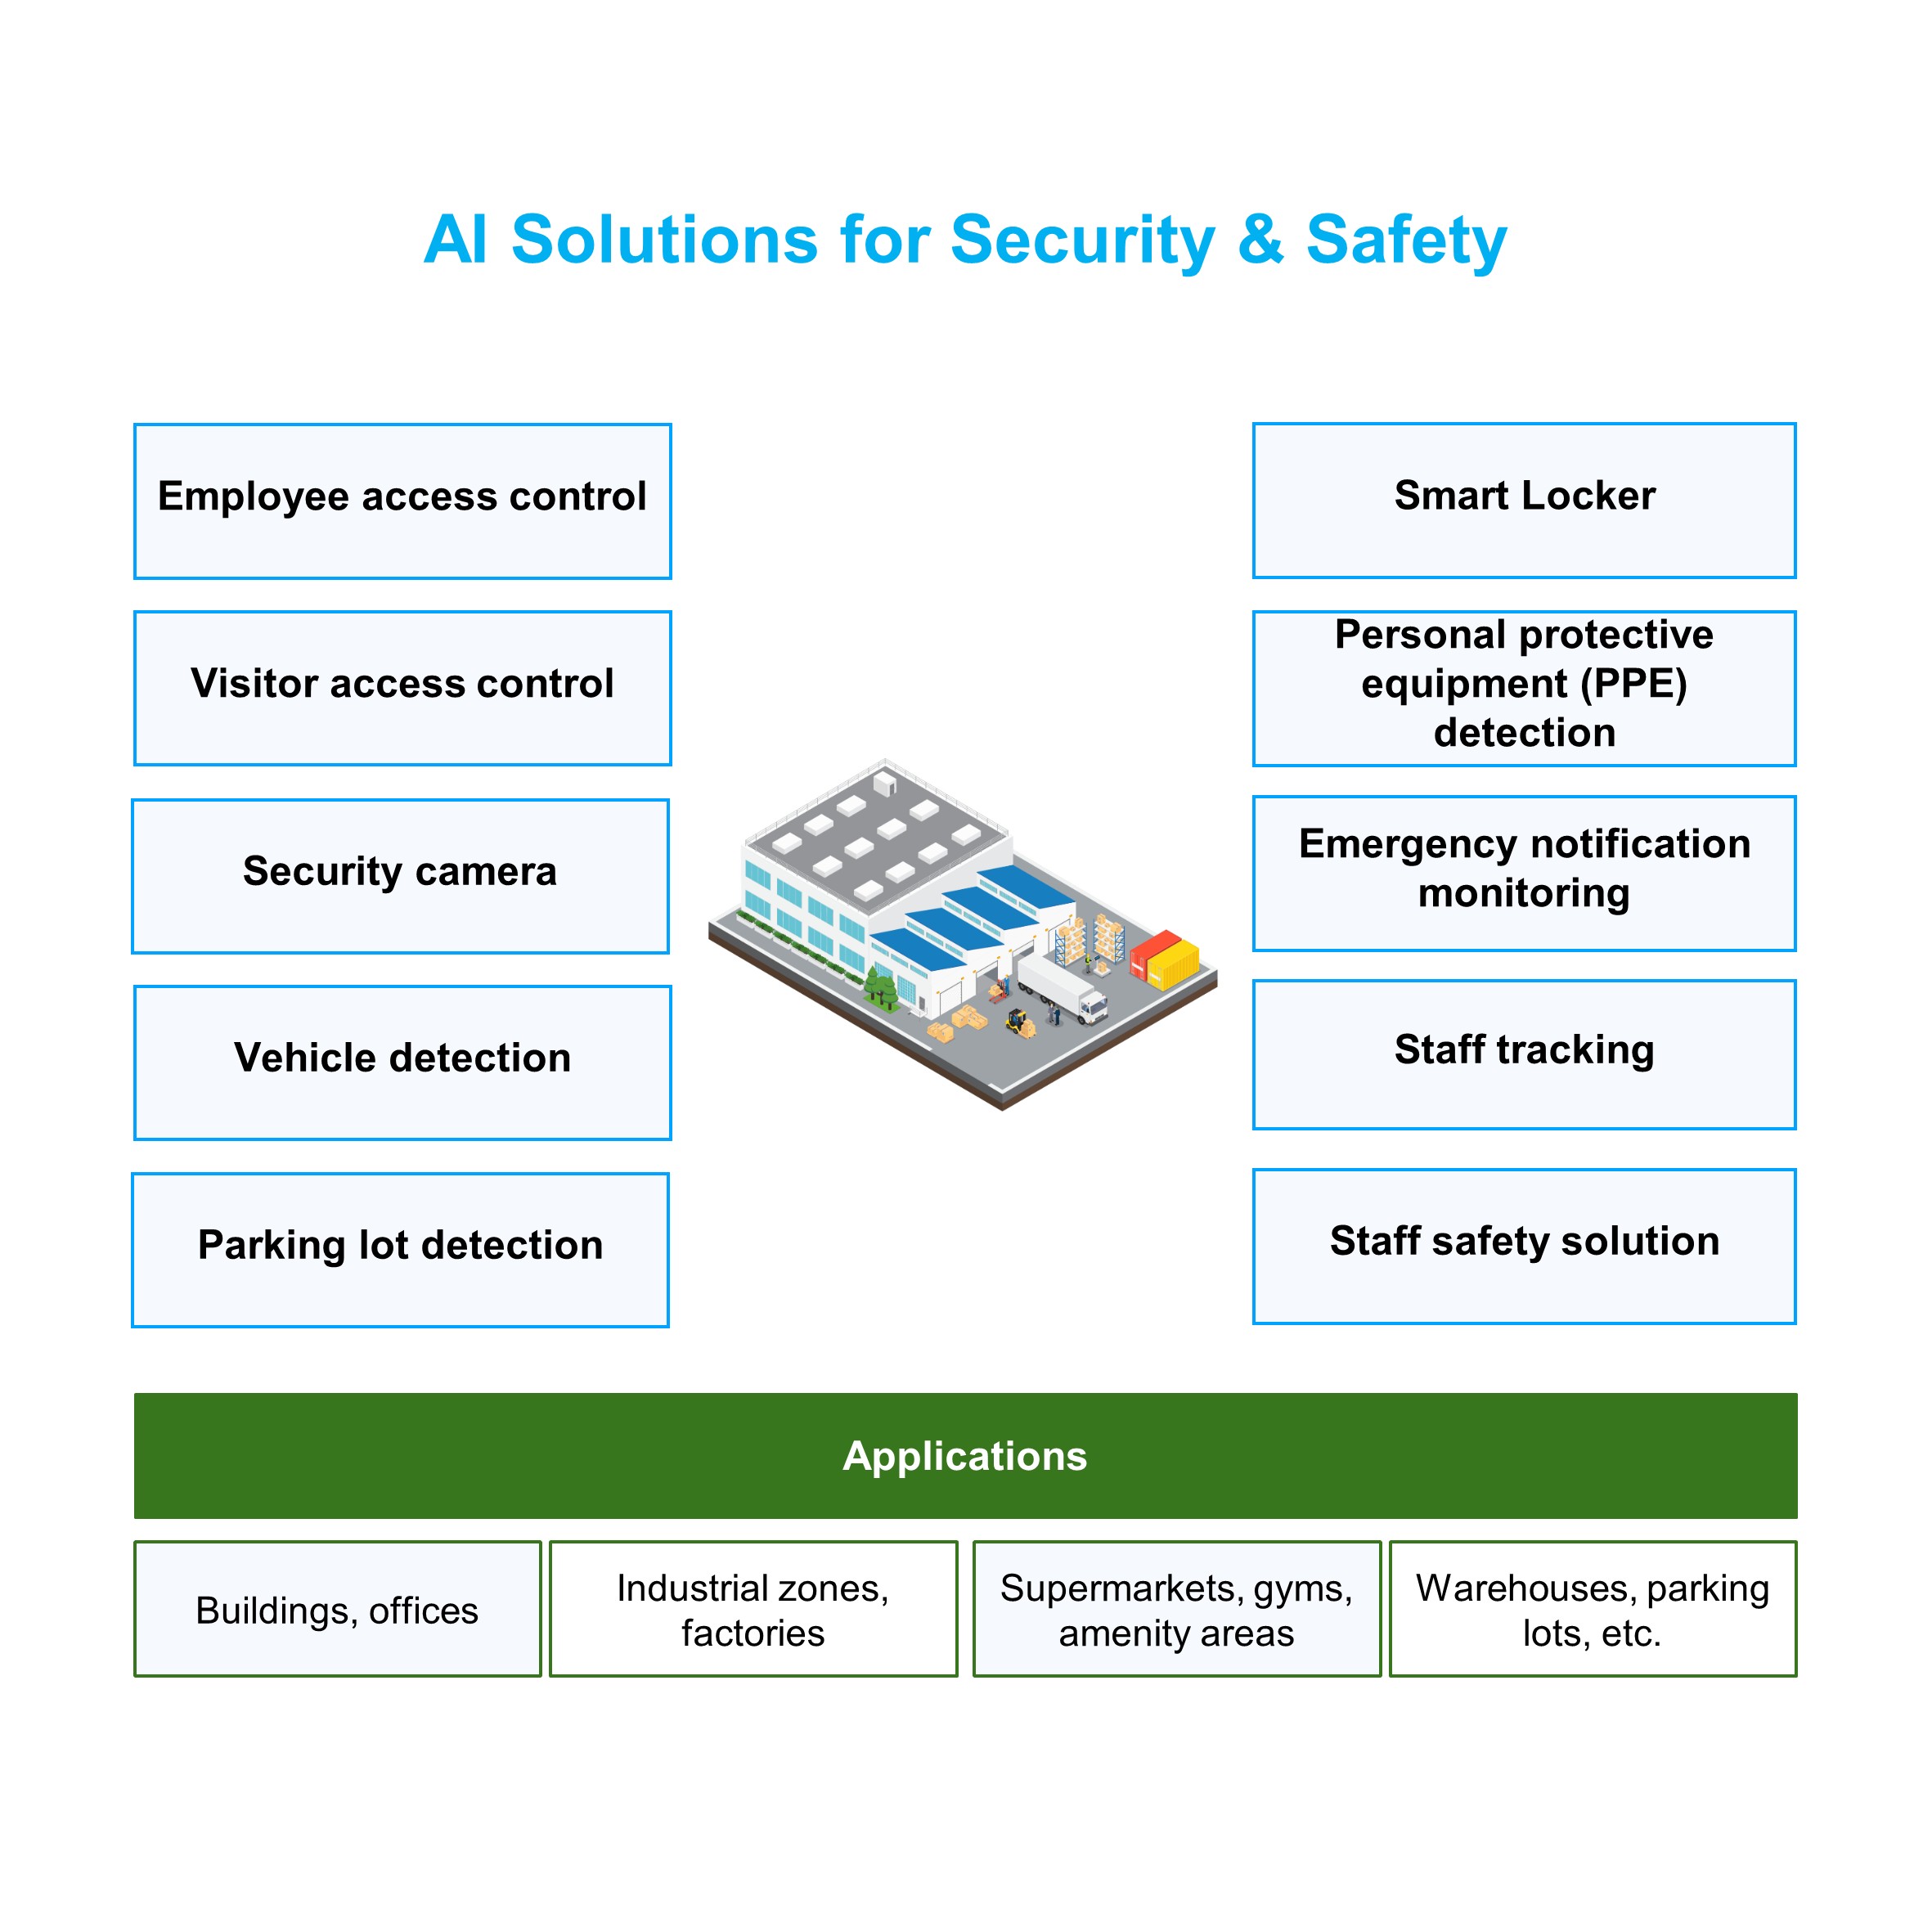 AI Solutions for Security & Safety
Employee access control
Visitor access control
Security camera
Vehicle detection
Parking lot detection
Smart Locker
Personal protective
equipment (PPE)
detection
Emergency notification
monitoring
Staff tracking
Staff safety solution
Applications
Buildings, offices
Industrial zones,
factories
Supermarkets, gyms,
amenity areas
Warehouses, parking
lots, etc.